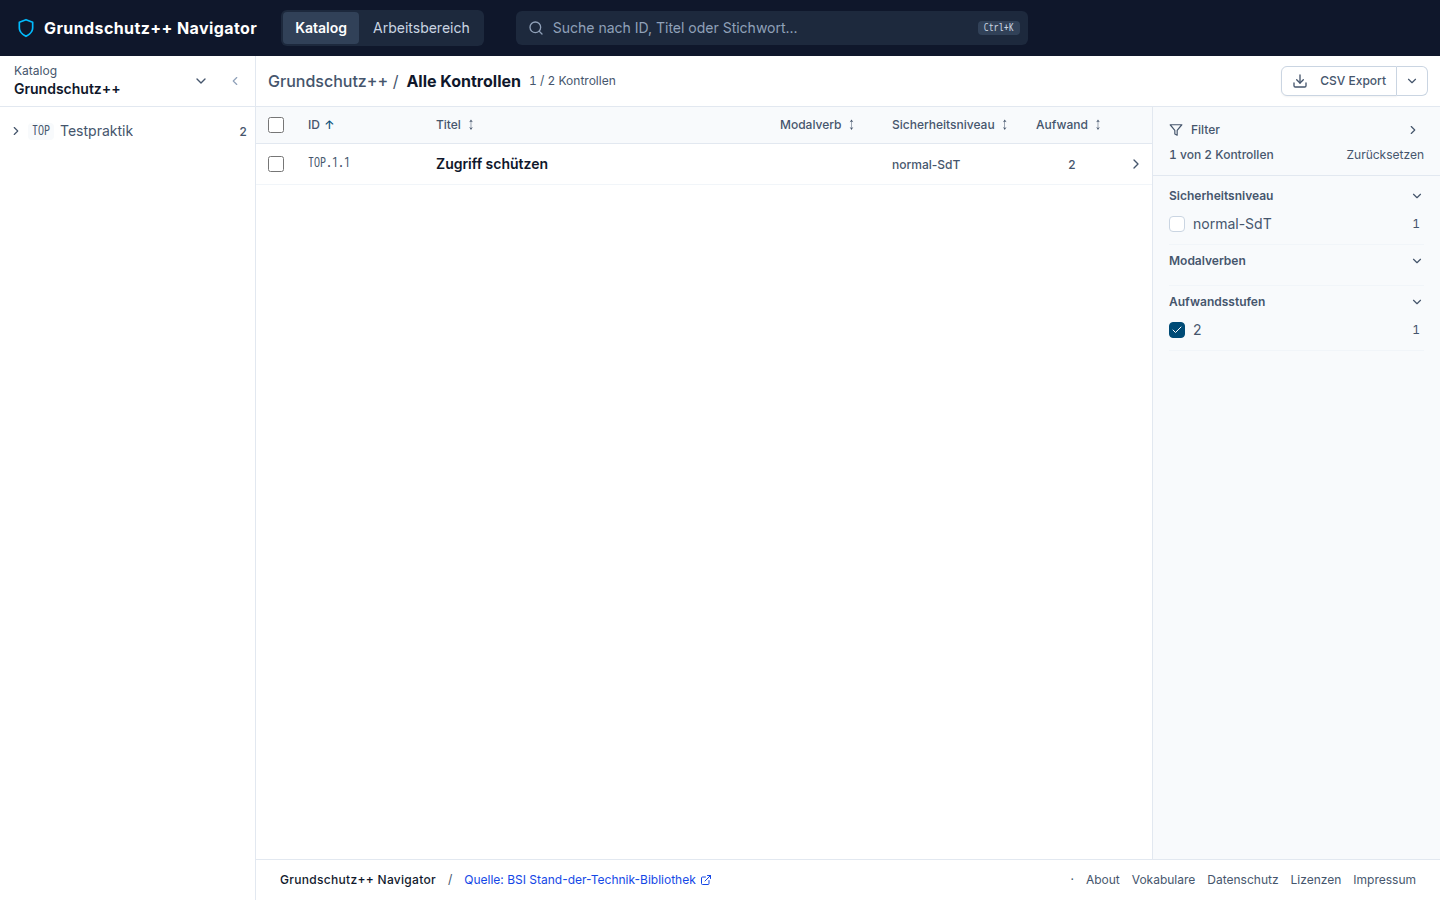 Grundschutz++ Navigator
Katalog
Arbeitsbereich
Suche nach ID, Titel oder Stichwort...
Ctrl+K
Katalog
Grundschutz++
TOP Testpraktik 2
Grundschutz++ / Alle Kontrollen 1 / 2 Kontrollen
CSV Export
ID Titel Modalverb Sicherheitsniveau Aufwand
TOP.1.1 Zugriff schützen normal-SdT 2
Filter
1 von 2 Kontrollen Zurücksetzen
Sicherheitsniveau
normal-SdT 1
Modalverben
Aufwandsstufen
2 1
Grundschutz++ Navigator / Quelle: BSI Stand-der-Technik-Bibliothek
· About Vokabulare Datenschutz Lizenzen Impressum